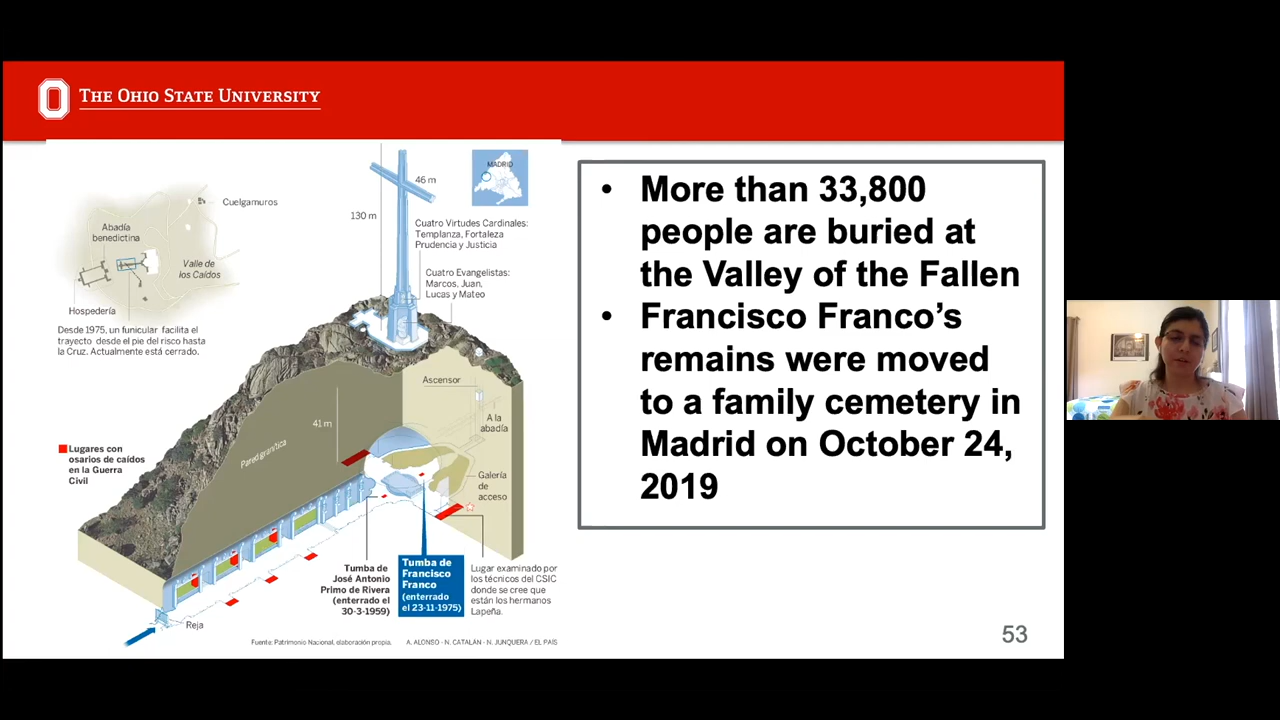 THE OHIO STATE UNIVERSITY
MADRID
46 m
130 m
Cuelgamuros
Abadía
benedictina
Valle de
los Caídos
Hospedería
Desde 1975, un funicular facilita el
trayecto desde el pie del risco hasta
la Cruz. Actualmente está cerrado.
Cuatro Virtudes Cardinales:
Templanza, Fortaleza
Prudencia y Justicia
Cuatro Evangelistas:
Marcos, Juan,
Lucas y Mateo
Ascensor
A la
abadía
41 m
Pared granítica
Lugares con
osarios de caídos
en la Guerra
Civil
Galería
de
acceso
Tumba de
José Antonio
Primo de Rivera
(enterrado el
30-3-1959)
Tumba de
Francisco
Franco
(enterrado
el 23-11-1975)
Lugar examinado por
los técnicos del CSIC
donde se cree que
están los hermanos
Lapeña.
Reja
Fuente: Patrimonio Nacional, elaboración propia.
A. ALONSO - N. CATALÁN - N. JUNQUERA / EL PAÍS
• More than 33,800
people are buried at
the Valley of the Fallen
• Francisco Franco’s
remains were moved
to a family cemetery in
Madrid on October 24,
2019
53